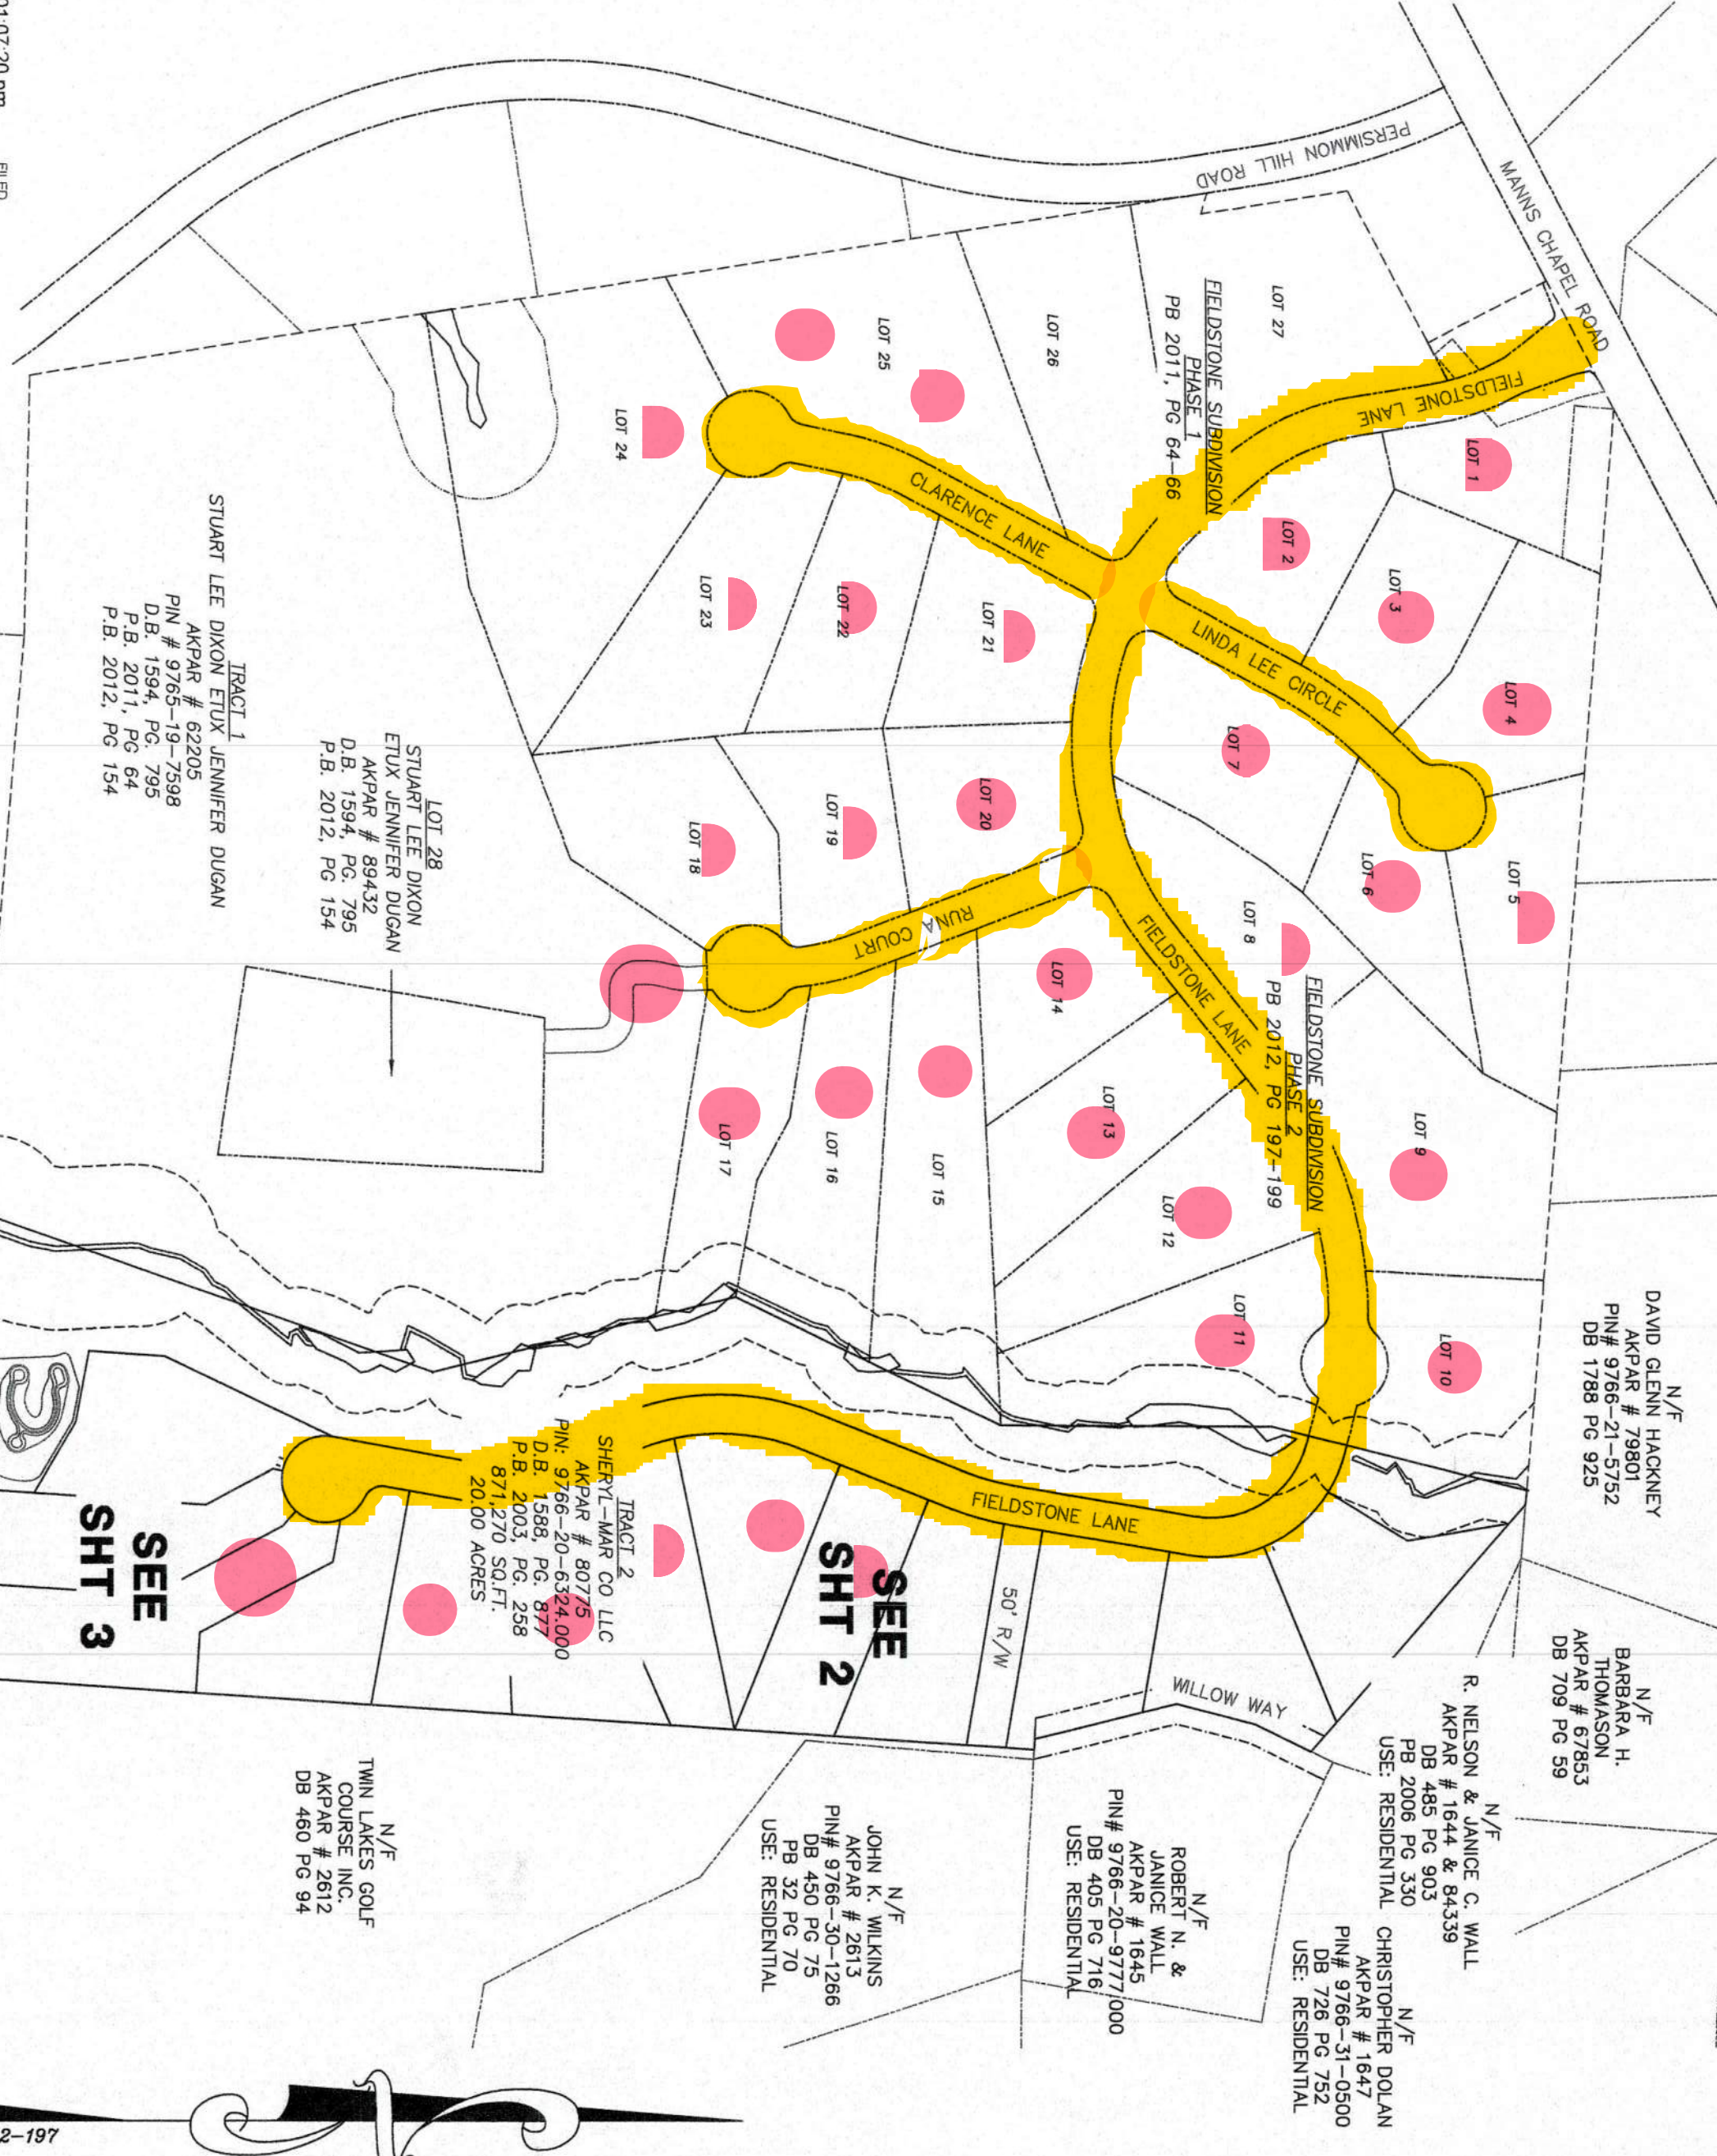 01:07:20 pm
FILED
PERSIMMON HILL ROAD
MANNS CHAPEL ROAD
FIELDSTONE LANE
FIELDSTONE SUBDIVISION
PHASE 1
PB 2011, PG 64-66
LOT 27
LOT 26
LOT 25
LOT 24
CLARENCE LANE
LOT 1
LOT 2
LOT 3
LOT 4
LOT 5
LOT 6
LOT 7
LINDA LEE CIRCLE
LOT 23
LOT 22
LOT 21
LOT 20
LOT 19
LOT 18
RUNA COURT
FIELDSTONE LANE
LOT 8
FIELDSTONE SUBDIVISION
PHASE 2
PB 2012, PG 197-199
LOT 9
LOT 10
LOT 11
LOT 12
LOT 13
LOT 14
LOT 15
LOT 16
LOT 17
TRACT 1
STUART LEE DIXON ETUX JENNIFER DUGAN
AKPAR # 62205
PIN # 9765-19-7598
D.B. 1594, PG. 795
P.B. 2011, PG 64
P.B. 2012, PG 154
LOT 28
STUART LEE DIXON
ETUX JENNIFER DUGAN
AKPAR # 89432
D.B. 1594, PG. 795
P.B. 2012, PG 154
N/F
DAVID GLENN HACKNEY
AKPAR # 79801
PIN# 9766-21-5752
DB 1788 PG 925
FIELDSTONE LANE
TRACT 2
SHERYL-MAR CO LLC
AKPAR # 80775
PIN: 9766-20-6324.000
D.B. 1588, PG. 877
P.B. 2003, PG. 258
871,270 SQ.FT.
20.00 ACRES
SEE
SHT 2
SEE
SHT 3
50' R/W
WILLOW WAY
N/F
BARBARA H.
THOMASON
AKPAR # 67853
DB 709 PG 59
N/F
R. NELSON & JANICE C. WALL
AKPAR # 1644 & 84339
DB 485 PG 903
PB 2006 PG 330
USE: RESIDENTIAL
N/F
CHRISTOPHER DOLAN
AKPAR # 1647
PIN# 9766-31-0500
DB 726 PG 752
USE: RESIDENTIAL
N/F
ROBERT N. &
JANICE WALL
AKPAR # 1645
PIN# 9766-20-9777.000
DB 405 PG 716
USE: RESIDENTIAL
N/F
JOHN K. WILKINS
AKPAR # 2613
PIN# 9766-30-1266
DB 450 PG 75
PB 32 PG 70
USE: RESIDENTIAL
N/F
TWIN LAKES GOLF
COURSE INC.
AKPAR # 2612
DB 460 PG 94
2-197